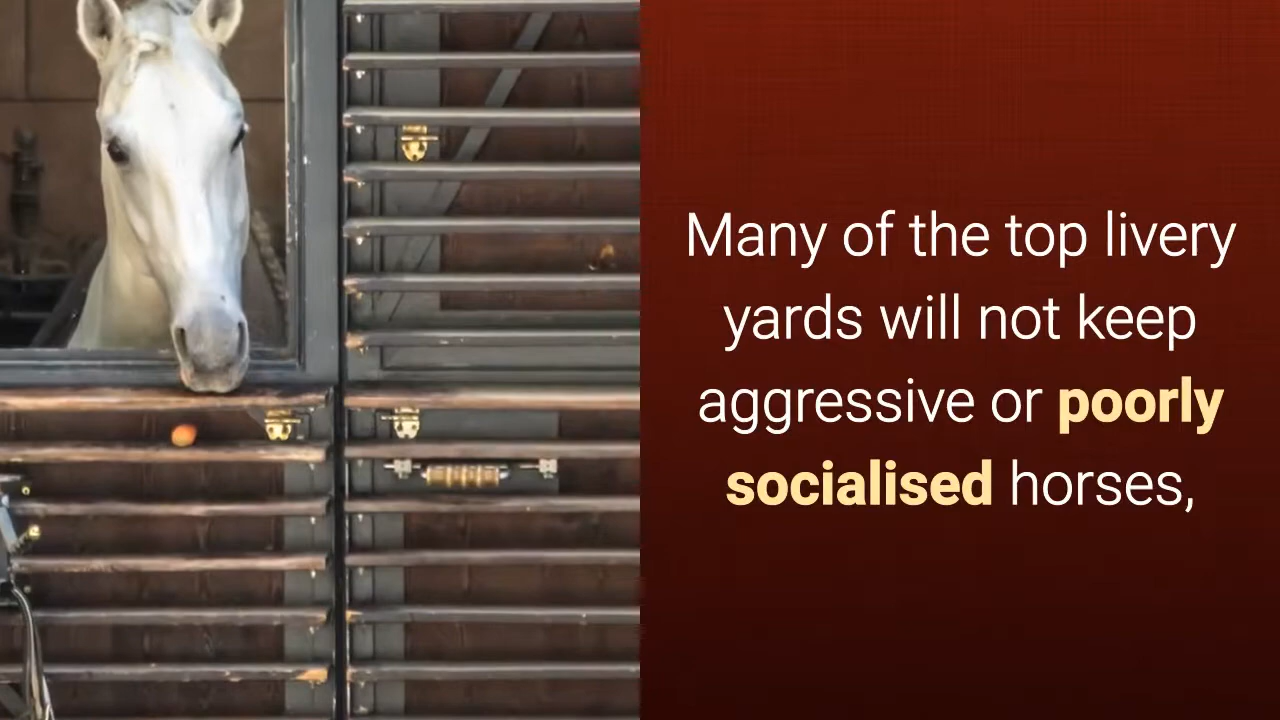 Many of the top livery
yards will not keep
aggressive or poorly
socialised horses,